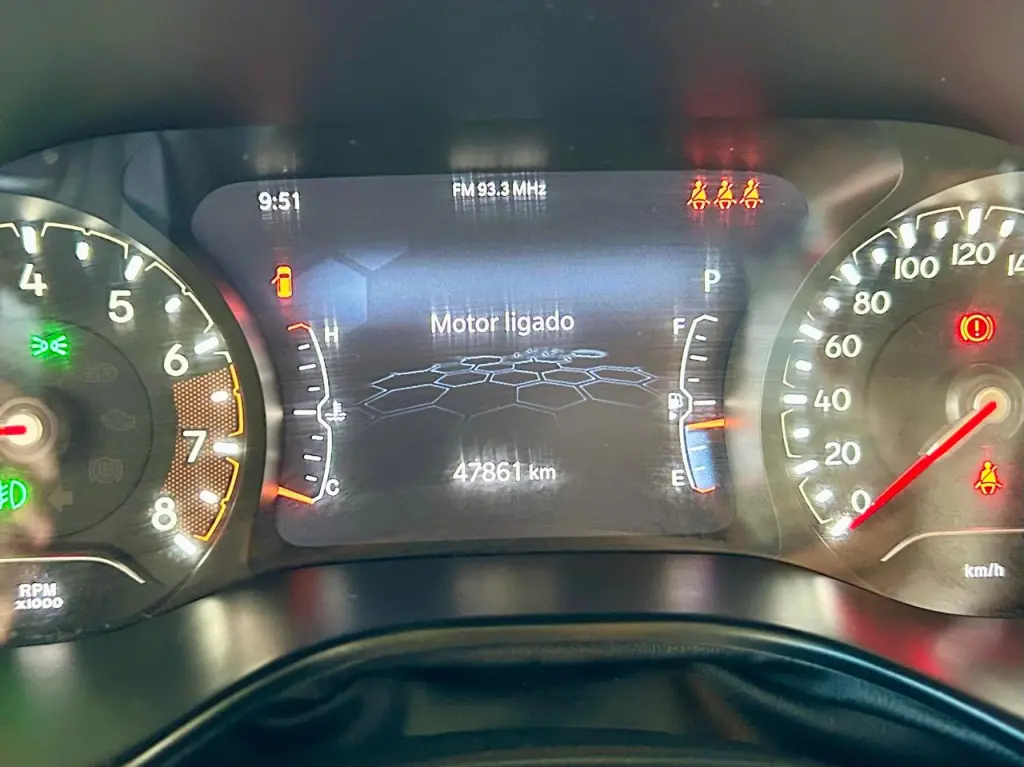 9:51
FM 93.3 MHz
P
Motor ligado
H
F
C
E
47861 km
4
5
6
7
8
RPM
x1000
0
20
40
60
80
100
120
km/h